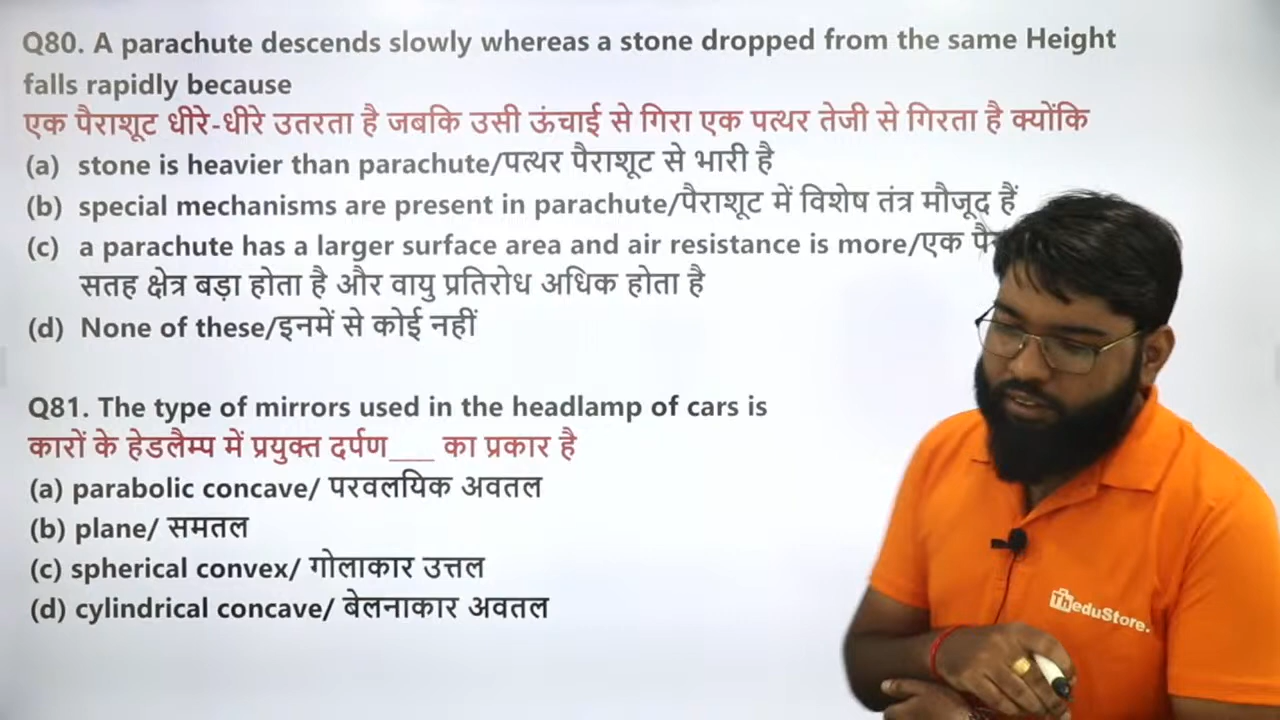 Q80. A parachute descends slowly whereas a stone dropped from the same Height
falls rapidly because
एक पैराशूट धीरे-धीरे उतरता है जबकि उसी ऊंचाई से गिरा एक पत्थर तेजी से गिरता है क्योंकि
(a) stone is heavier than parachute/पत्थर पैराशूट से भारी है
(b) special mechanisms are present in parachute/पैराशूट में विशेष तंत्र मौजूद हैं
(c) a parachute has a larger surface area and air resistance is more/एक
सतह क्षेत्र बड़ा होता है और वायु प्रतिरोध अधिक होता है
(d) None of these/इनमें से कोई नहीं
Q81. The type of mirrors used in the headlamp of cars is
कारों के हेडलैम्प में प्रयुक्त दर्पण___ का प्रकार है
(a) parabolic concave/ परवलयिक अवतल
(b) plane/ समतल
(c) spherical convex/ गोलाकार उत्तल
(d) cylindrical concave/ बेलनाकार अवतल
TheduStore.